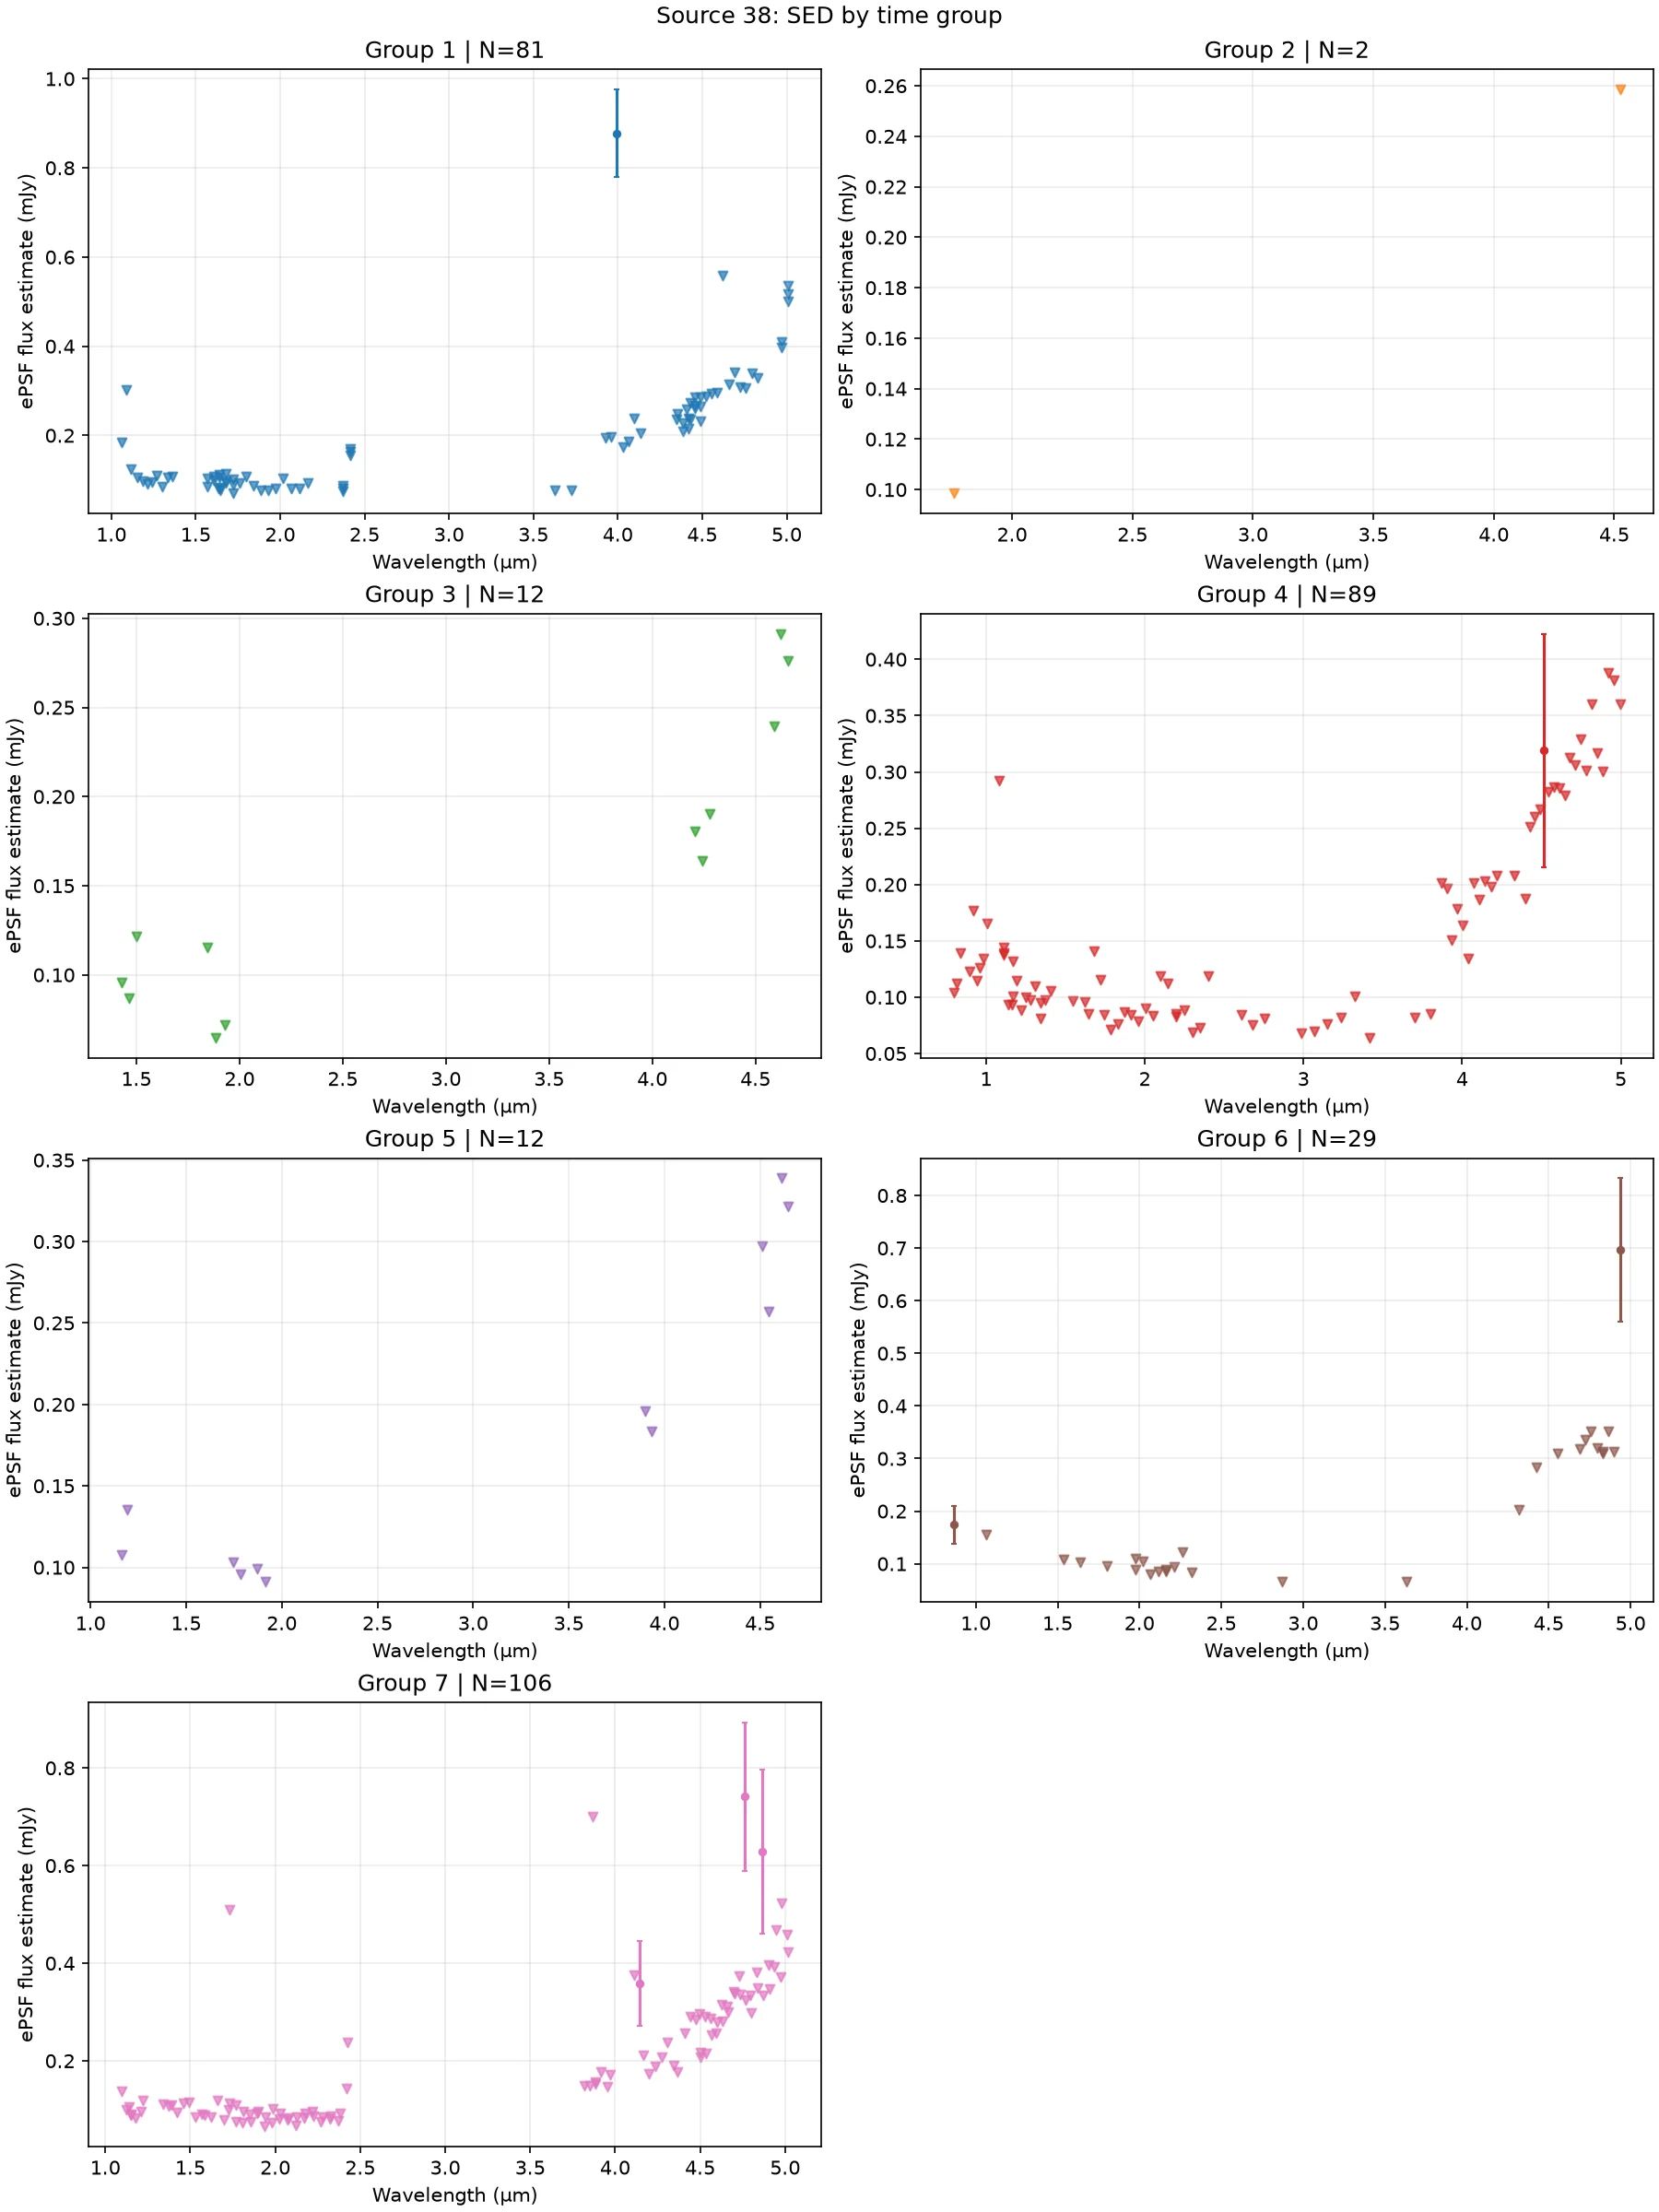 Source 38: SED by time group
Group 1 | N=81
ePSF flux estimate (mJy)
1.0
0.8
0.6
0.4
0.2
1.0 1.5 2.0 2.5 3.0 3.5 4.0 4.5 5.0
Wavelength (µm)
Group 2 | N=2
ePSF flux estimate (mJy)
0.26
0.24
0.22
0.20
0.18
0.16
0.14
0.12
0.10
2.0 2.5 3.0 3.5 4.0 4.5
Wavelength (µm)
Group 3 | N=12
ePSF flux estimate (mJy)
0.30
0.25
0.20
0.15
0.10
1.5 2.0 2.5 3.0 3.5 4.0 4.5
Wavelength (µm)
Group 4 | N=89
ePSF flux estimate (mJy)
0.40
0.35
0.30
0.25
0.20
0.15
0.10
0.05
1 2 3 4 5
Wavelength (µm)
Group 5 | N=12
ePSF flux estimate (mJy)
0.35
0.30
0.25
0.20
0.15
0.10
1.0 1.5 2.0 2.5 3.0 3.5 4.0 4.5
Wavelength (µm)
Group 6 | N=29
ePSF flux estimate (mJy)
0.8
0.7
0.6
0.5
0.4
0.3
0.2
0.1
1.0 1.5 2.0 2.5 3.0 3.5 4.0 4.5 5.0
Wavelength (µm)
Group 7 | N=106
ePSF flux estimate (mJy)
0.8
0.6
0.4
0.2
1.0 1.5 2.0 2.5 3.0 3.5 4.0 4.5 5.0
Wavelength (µm)